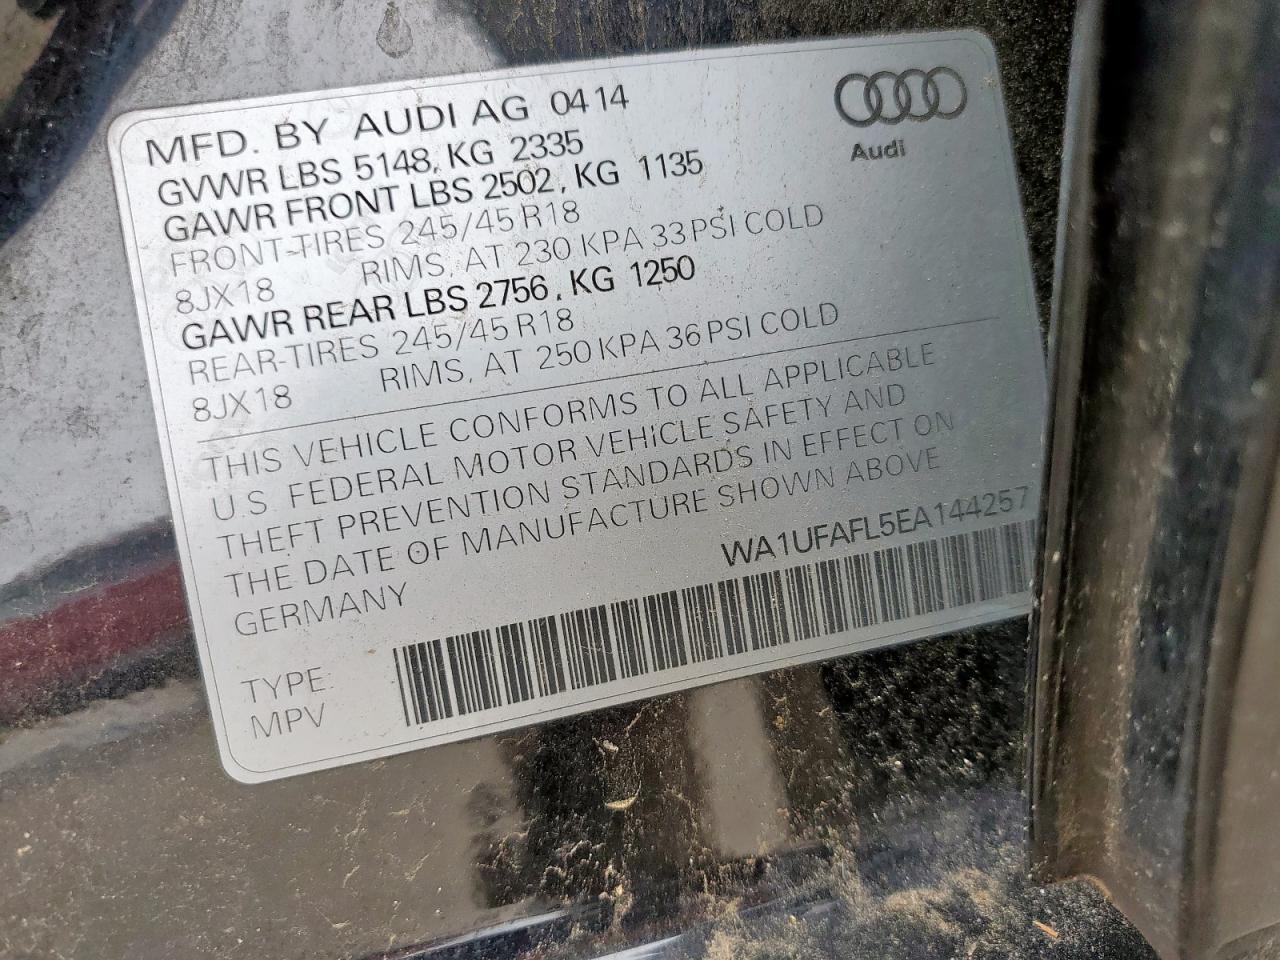 MFD. BY AUDI AG 0414
GVWR LBS 5148, KG 2335
GAWR FRONT LBS 2502, KG 1135
FRONT-TIRES 245/45 R18
8JX18 RIMS, AT 230 KPA 33 PSI COLD
GAWR REAR LBS 2756, KG 1250
REAR-TIRES 245/45 R18
8JX18 RIMS, AT 250 KPA 36 PSI COLD
THIS VEHICLE CONFORMS TO ALL APPLICABLE
U.S. FEDERAL MOTOR VEHICLE SAFETY AND
THEFT PREVENTION STANDARDS IN EFFECT ON
THE DATE OF MANUFACTURE SHOWN ABOVE
GERMANY
WA1UFAFL5EA144257
TYPE:
MPV
Audi